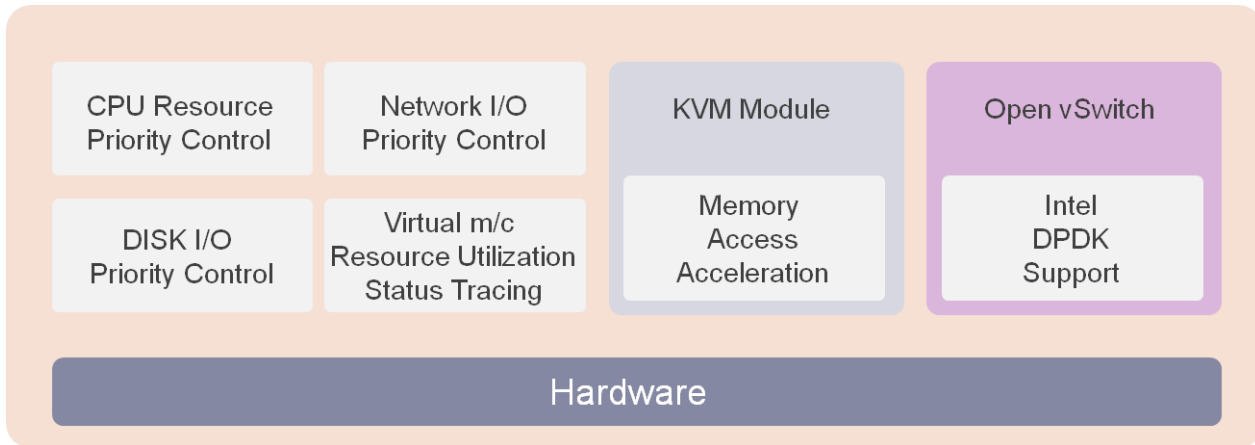 CPU Resource
Priority Control
Network I/O
Priority Control
KVM Module
Open vSwitch
DISK I/O
Priority Control
Virtual m/c
Resource Utilization
Status Tracing
Memory
Access
Acceleration
Intel
DPDK
Support
Hardware